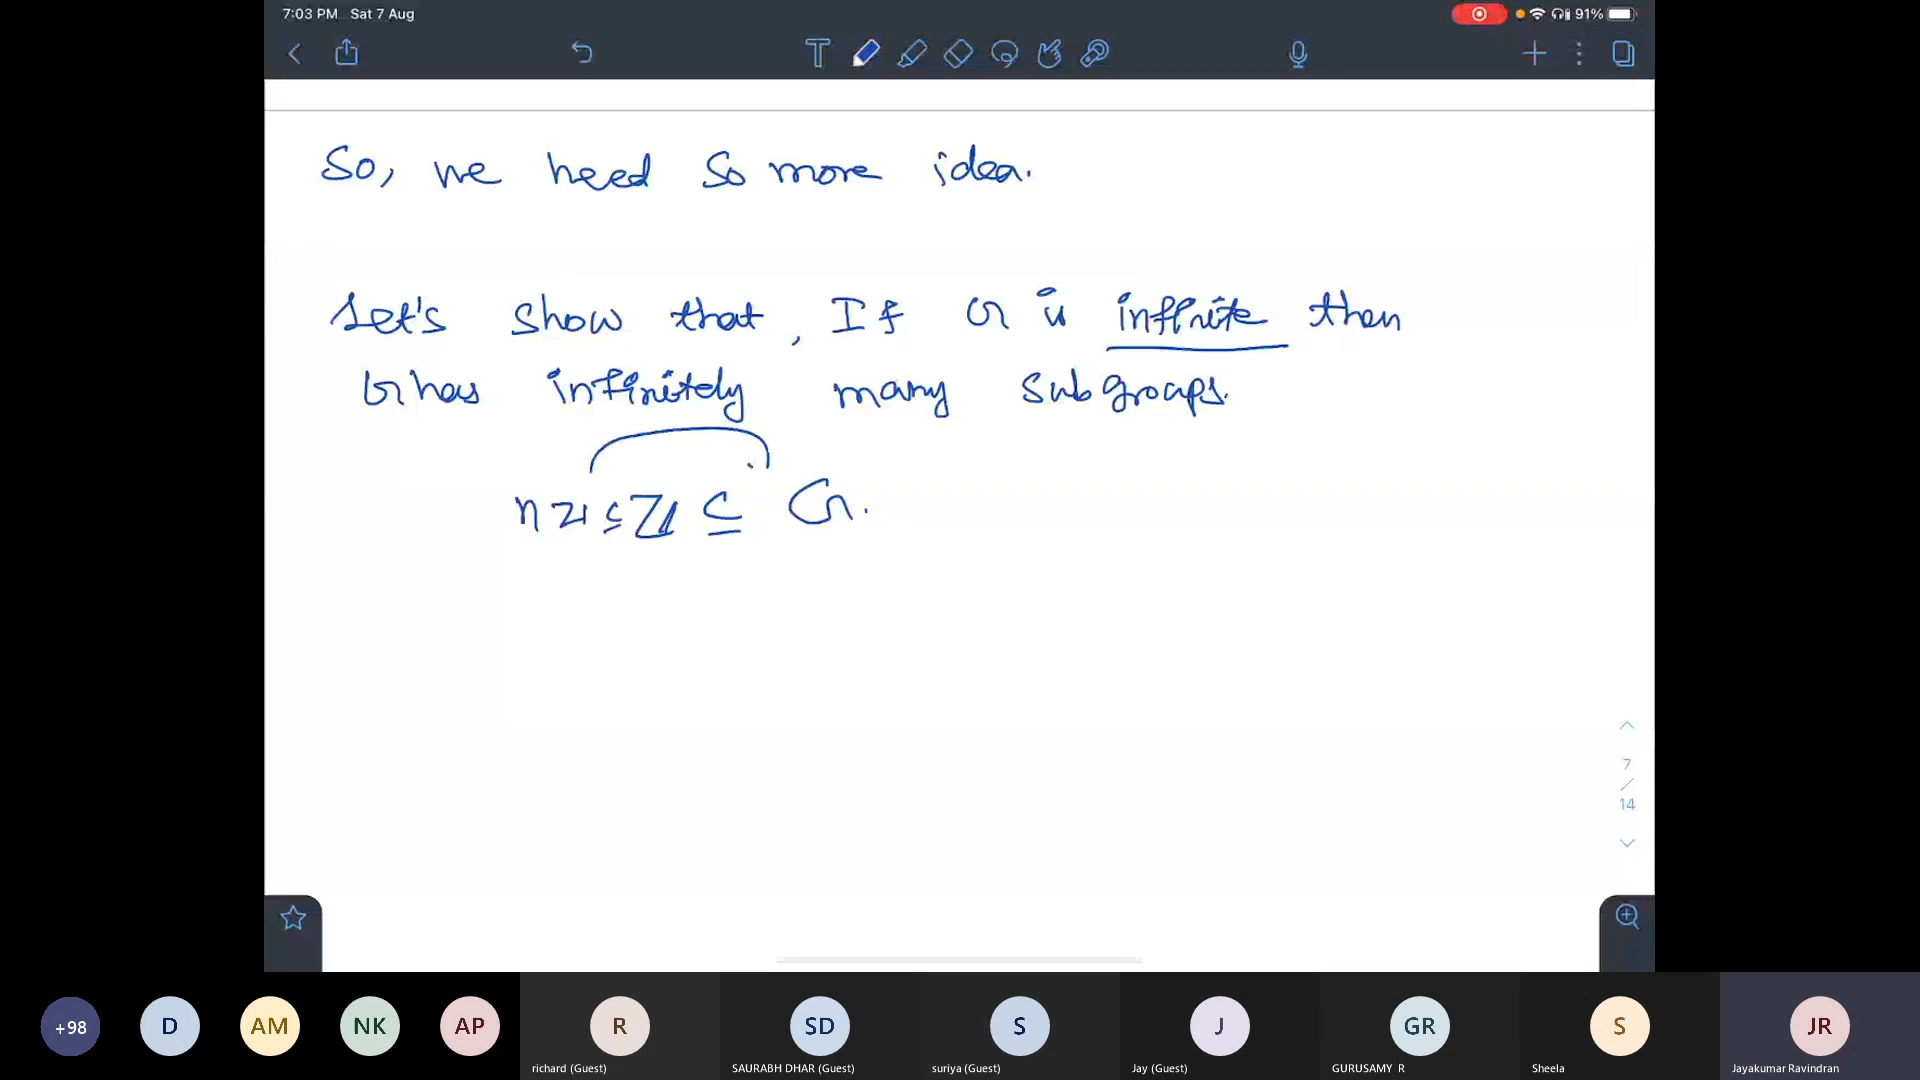 7:03 PM Sat 7 Aug
91%
So, we need so more idea.
Let's show that, If G is infinite then
G has infinitely many subgroups.
nℤ ≤ ℤ ⊆ G.
7
/
14
+98 D AM NK AP R SD S J GR S JR
richard (Guest) SAURABH DHAR (Guest) suriya (Guest) Jay (Guest) GURUSAMY R Sheela Jayakumar Ravindran